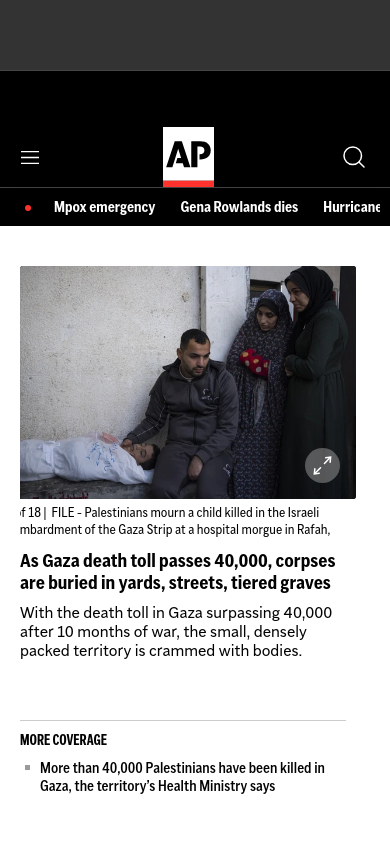 AP
Mpox emergency Gena Rowlands dies Hurricane
of 18 | FILE - Palestinians mourn a child killed in the Israeli
mbardment of the Gaza Strip at a hospital morgue in Rafah,
As Gaza death toll passes 40,000, corpses
are buried in yards, streets, tiered graves
With the death toll in Gaza surpassing 40,000
after 10 months of war, the small, densely
packed territory is crammed with bodies.
MORE COVERAGE
More than 40,000 Palestinians have been killed in
Gaza, the territory’s Health Ministry says